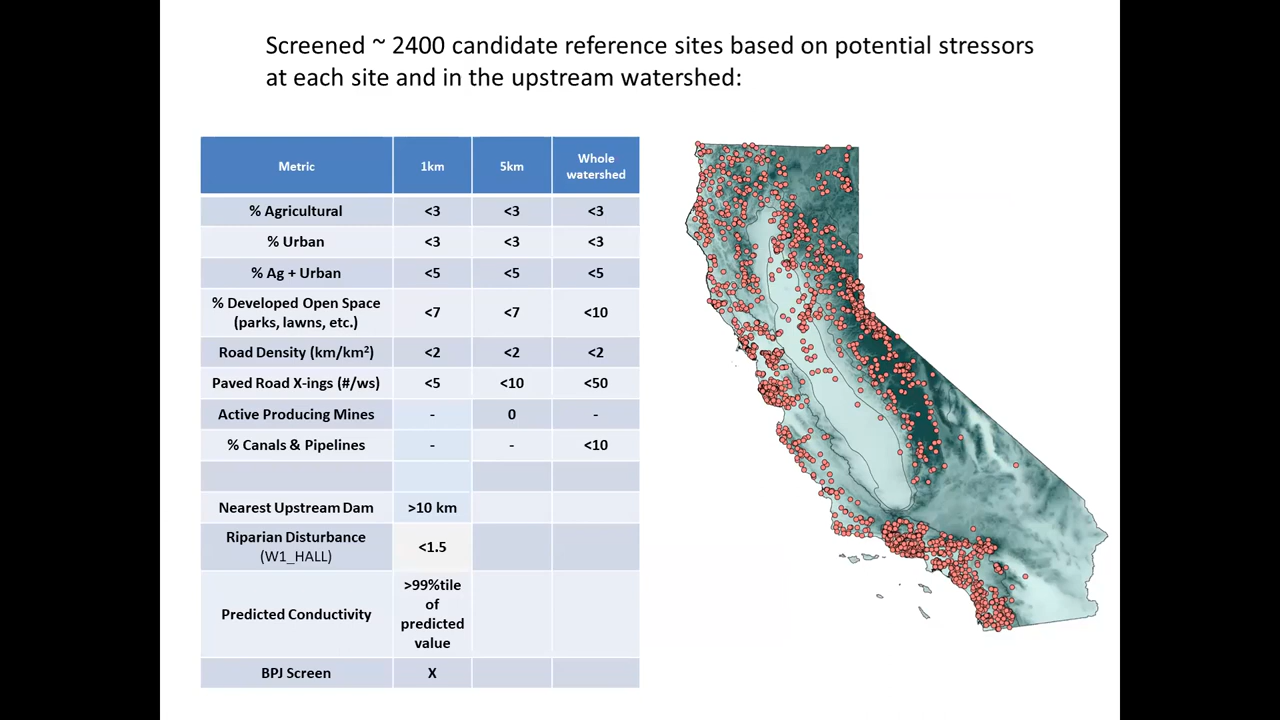 Screened ~ 2400 candidate reference sites based on potential stressors
at each site and in the upstream watershed:
Metric 1km 5km Whole watershed
% Agricultural <3 <3 <3
% Urban <3 <3 <3
% Ag + Urban <5 <5 <5
% Developed Open Space
(parks, lawns, etc.) <7 <7 <10
Road Density (km/km²) <2 <2 <2
Paved Road X-ings (#/ws) <5 <10 <50
Active Producing Mines - 0 -
% Canals & Pipelines - - <10
Nearest Upstream Dam >10 km
Riparian Disturbance
(W1_HALL) <1.5
Predicted Conductivity >99%tile
of
predicted
value
BPJ Screen X